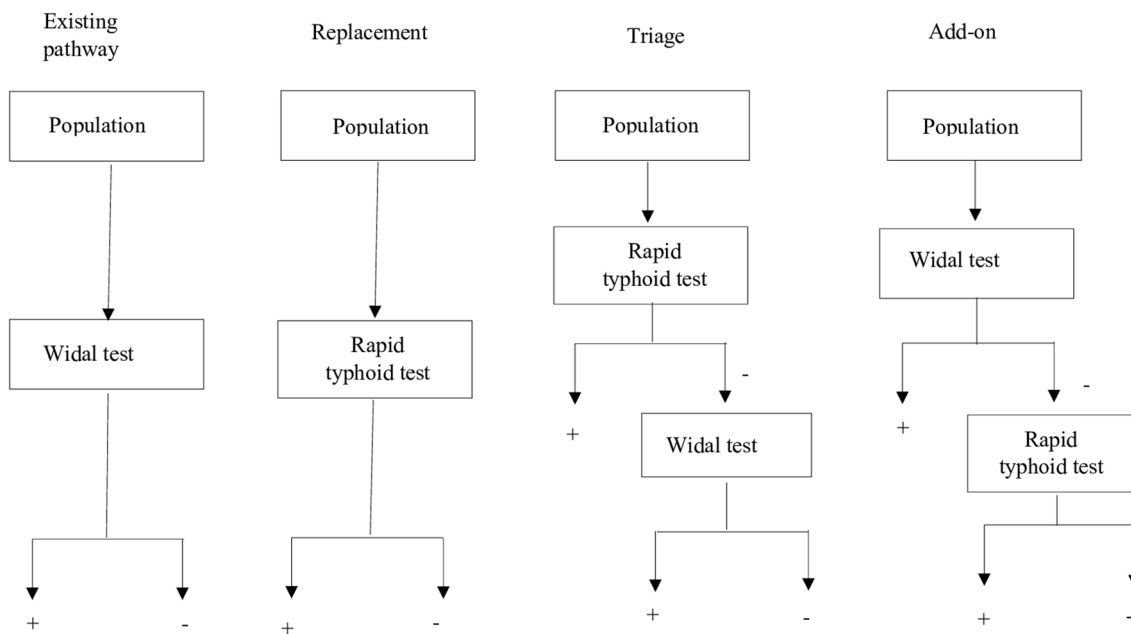 Existing
pathway
Population
Widal test
+
-
Replacement
Population
Rapid
typhoid test
+
-
Triage
Population
Rapid
typhoid test
+
-
Widal test
+
-
Add-on
Population
Widal test
+
-
Rapid
typhoid test
+
-